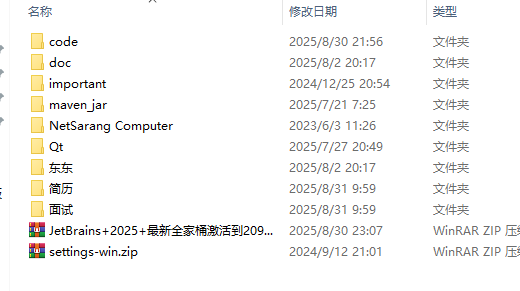 名称 修改日期 类型
code 2025/8/30 21:56 文件夹
doc 2025/8/2 20:17 文件夹
important 2024/12/25 20:54 文件夹
maven_jar 2025/7/21 7:25 文件夹
NetSarang Computer 2023/6/3 11:26 文件夹
Qt 2025/7/27 20:49 文件夹
东东 2025/8/2 20:17 文件夹
简历 2025/8/31 9:59 文件夹
面试 2025/8/31 9:59 文件夹
JetBrains+2025+最新全家桶激活到209... 2025/8/30 23:07 WinRAR ZIP 压
settings-win.zip 2024/9/12 21:01 WinRAR ZIP 压